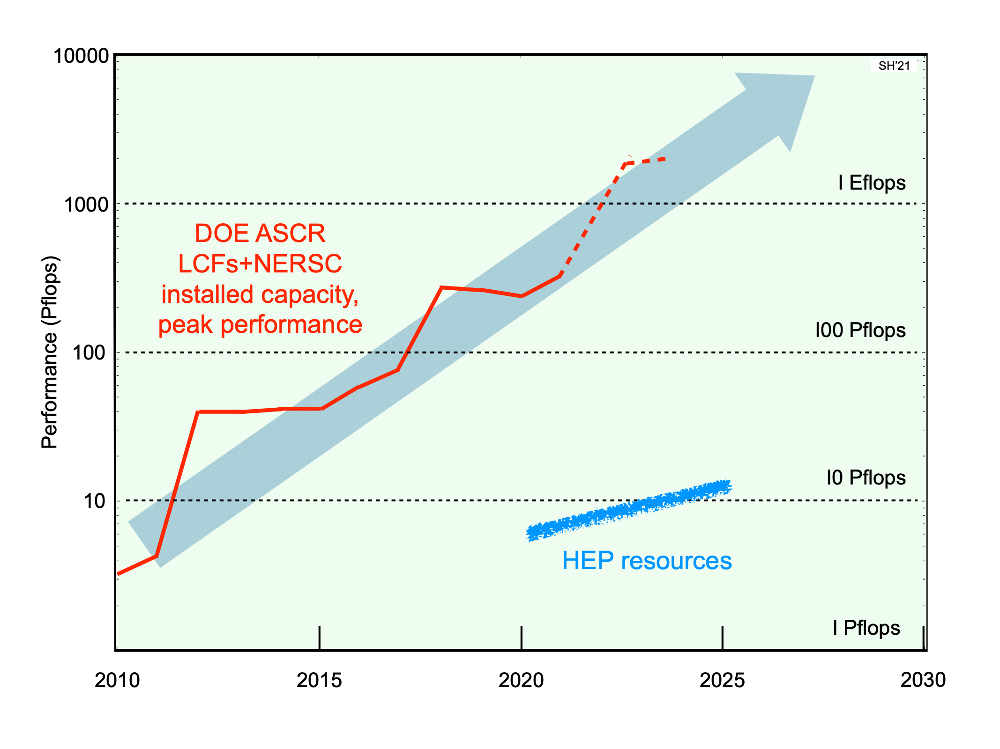 10000
SH’21
I Eflops
1000
DOE ASCR
LCFs+NERSC
installed capacity,
peak performance
I00 Pflops
100
Performance (Pflops)
I0 Pflops
10
HEP resources
I Pflops
2010
2015
2020
2025
2030